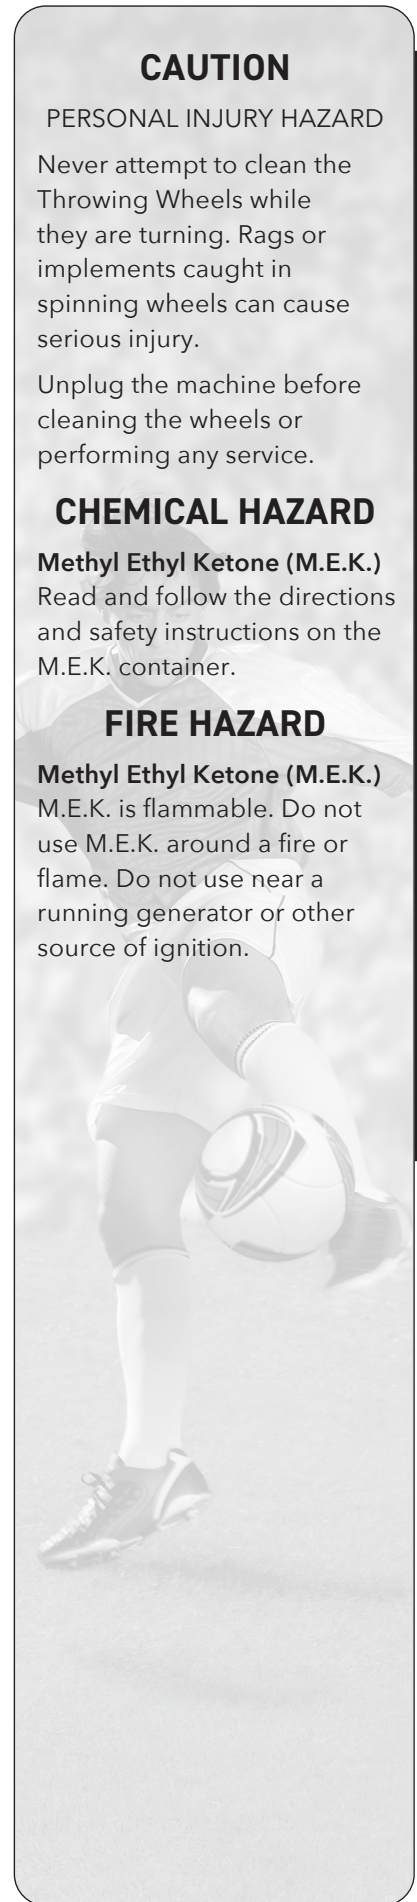 CAUTION
PERSONAL INJURY HAZARD
Never attempt to clean the
Throwing Wheels while
they are turning. Rags or
implements caught in
spinning wheels can cause
serious injury.
Unplug the machine before
cleaning the wheels or
performing any service.
CHEMICAL HAZARD
Methyl Ethyl Ketone (M.E.K.)
Read and follow the directions
and safety instructions on the
M.E.K. container.
FIRE HAZARD
Methyl Ethyl Ketone (M.E.K.)
M.E.K. is flammable. Do not
use M.E.K. around a fire or
flame. Do not use near a
running generator or other
source of ignition.